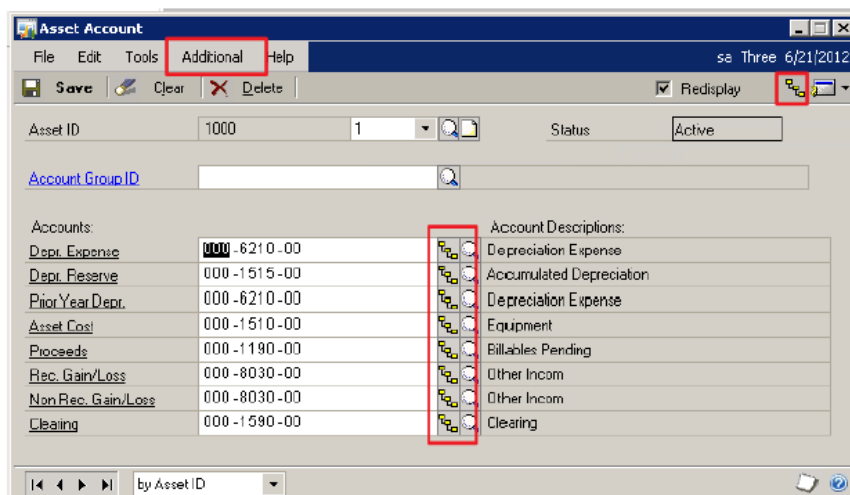 Asset Account
File Edit Tools Additional Help sa Three 6/21/2012
Save Clear Delete Redisplay
Asset ID 1000 1 Status Active
Account Group ID
Accounts: Account Descriptions:
Depr. Expense 000-6210-00 Depreciation Expense
Depr. Reserve 000-1515-00 Accumulated Depreciation
Prior Year Depr. 000-6210-00 Depreciation Expense
Asset Cost 000-1510-00 Equipment
Proceeds 000-1190-00 Billables Pending
Rec. Gain/Loss 000-8030-00 Other Incom
Non Rec. Gain/Loss 000-8030-00 Other Incom
Clearing 000-1590-00 Clearing
by Asset ID